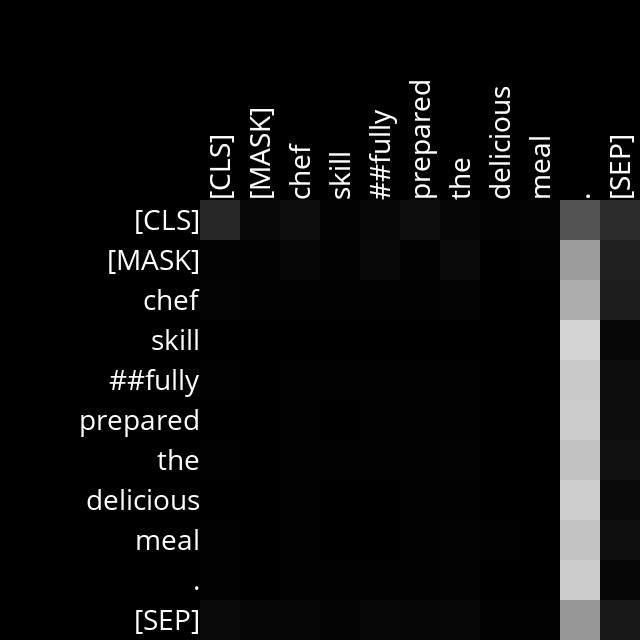 [CLS] [MASK] chef skill ##fully prepared the delicious meal . [SEP]
[CLS]
[MASK]
chef
skill
##fully
prepared
the
delicious
meal
.
[SEP]